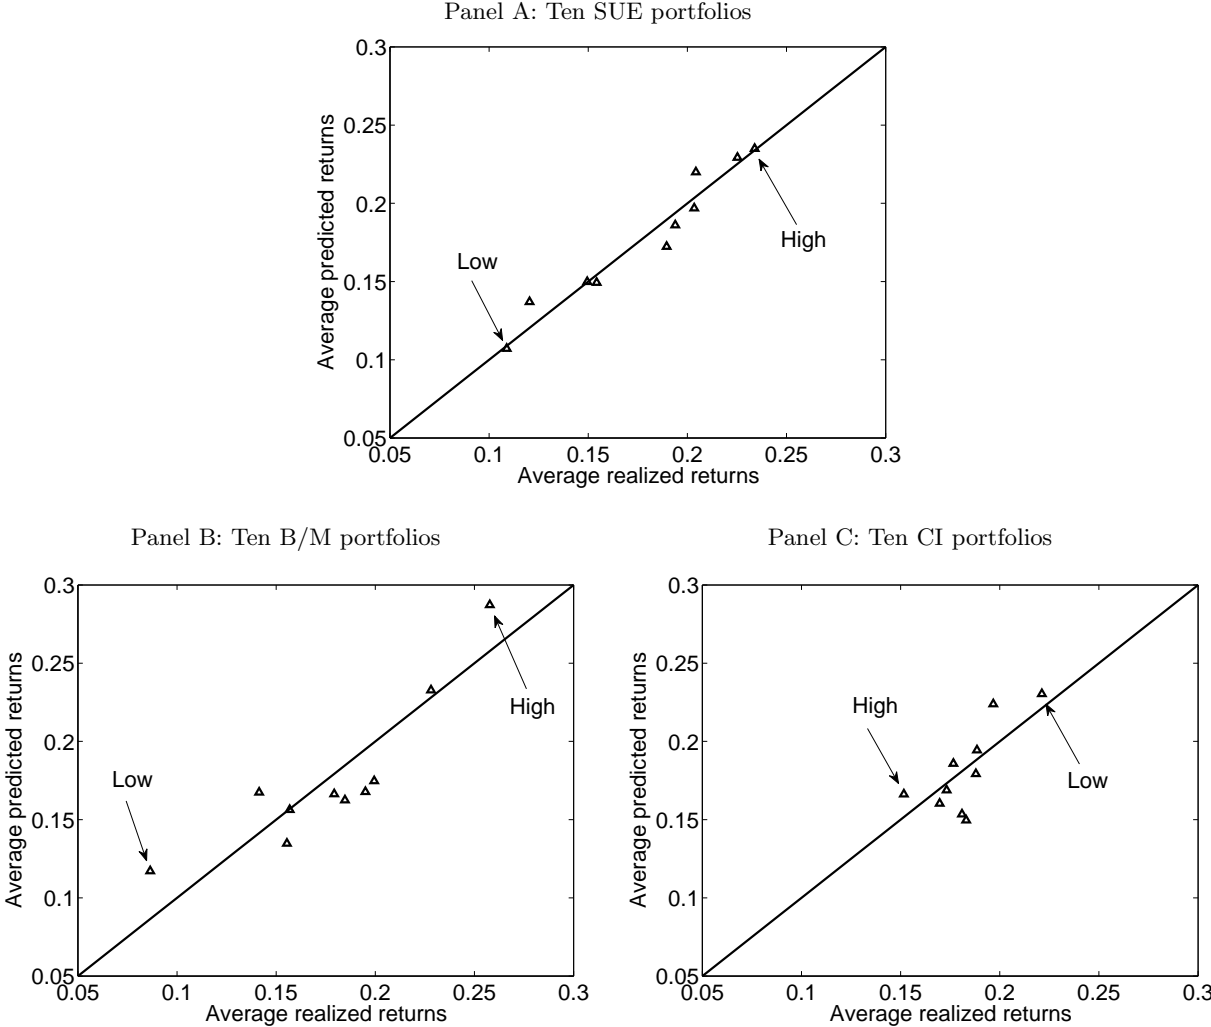 Panel A: Ten SUE portfolios
0.3
0.25
0.2
0.15
0.1
0.05
Average predicted returns
Low
High
0.05 0.1 0.15 0.2 0.25 0.3
Average realized returns
Panel B: Ten B/M portfolios
0.3
0.25
0.2
0.15
0.1
0.05
Average predicted returns
Low
High
0.05 0.1 0.15 0.2 0.25 0.3
Average realized returns
Panel C: Ten CI portfolios
0.3
0.25
0.2
0.15
0.1
0.05
Average predicted returns
High
Low
0.05 0.1 0.15 0.2 0.25 0.3
Average realized returns